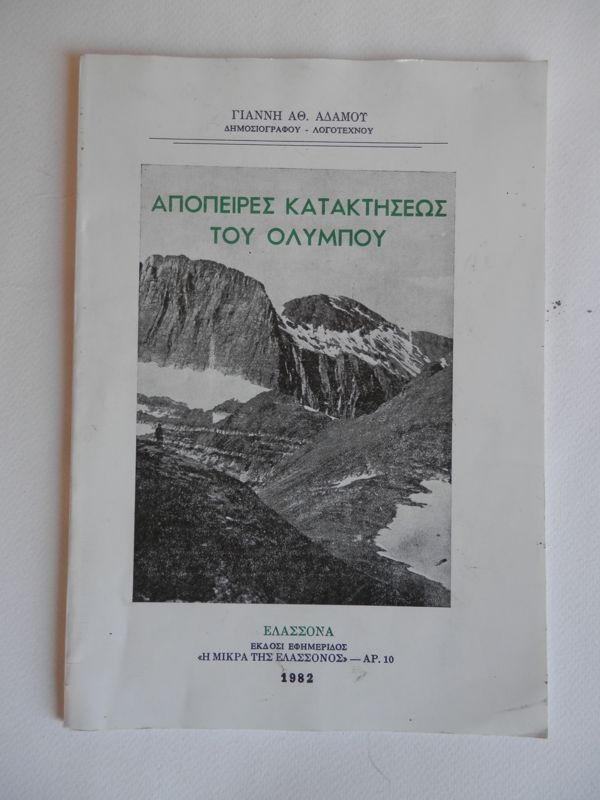 ΓΙΑΝΝΗ ΑΘ. ΑΔΑΜΟΥ
ΔΗΜΟΣΙΟΓΡΑΦΟΥ - ΛΟΓΟΤΕΧΝΟΥ
ΑΠΟΠΕΙΡΕΣ ΚΑΤΑΚΤΗΣΕΩΣ
ΤΟΥ ΟΛΥΜΠΟΥ
ΕΛΑΣΣΟΝΑ
ΕΚΔΟΣΙ ΕΦΗΜΕΡΙΔΟΣ
«Η ΜΙΚΡΑ ΤΗΣ ΕΛΑΣΣΟΝΟΣ» — ΑΡ. 10
1982